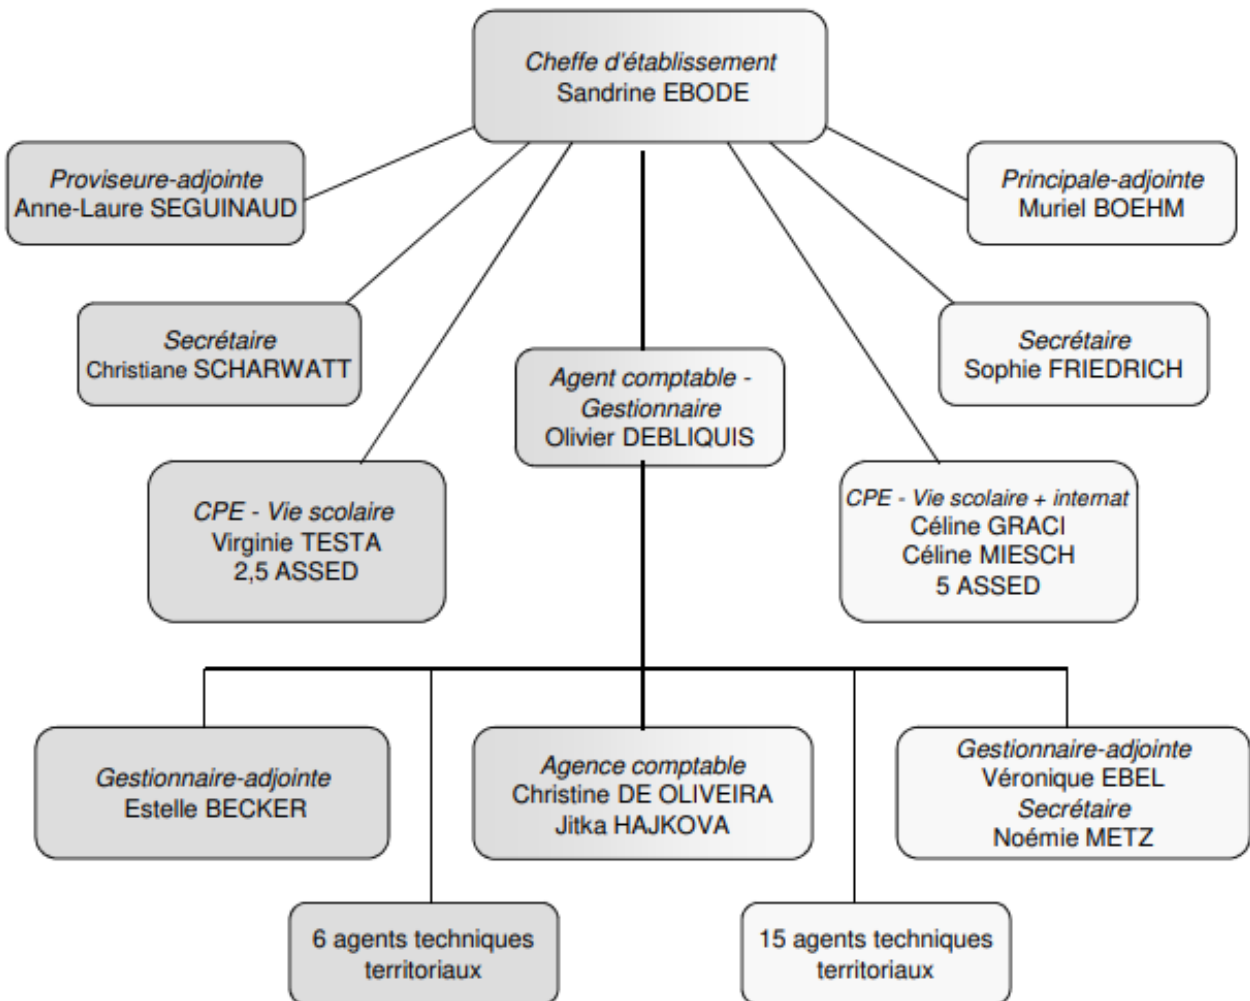 Cheffe d'établissement
Sandrine EBODE
Proviseure-adjointe
Anne-Laure SEGUINAUD
Principale-adjointe
Muriel BOEHM
Secrétaire
Christiane SCHARWATT
Secrétaire
Sophie FRIEDRICH
Agent comptable -
Gestionnaire
Olivier DEBLIQUIS
CPE - Vie scolaire
Virginie TESTA
2,5 ASSED
CPE - Vie scolaire + internat
Céline GRACI
Céline MIESCH
5 ASSED
Gestionnaire-adjointe
Estelle BECKER
Agence comptable
Christine DE OLIVEIRA
Jitka HAJKOVA
Gestionnaire-adjointe
Véronique EBEL
Secrétaire
Noémie METZ
6 agents techniques
territoriaux
15 agents techniques
territoriaux